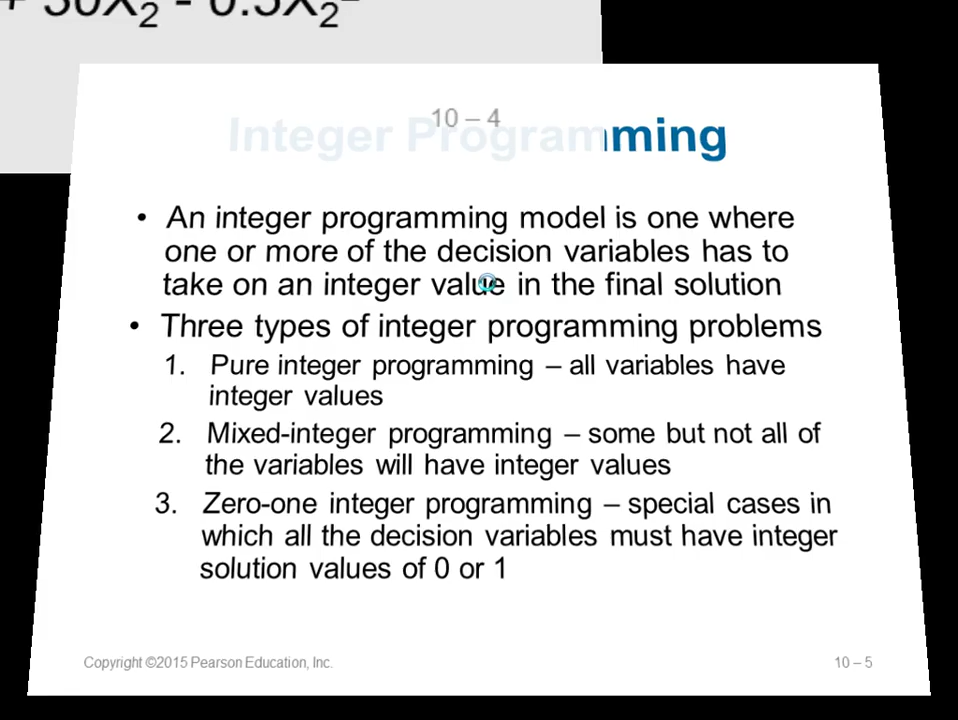 + 30X2 - 0.5X2
10 – 4
Integer Programming
• An integer programming model is one where
one or more of the decision variables has to
take on an integer value in the final solution
• Three types of integer programming problems
1. Pure integer programming – all variables have
integer values
2. Mixed-integer programming – some but not all of
the variables will have integer values
3. Zero-one integer programming – special cases in
which all the decision variables must have integer
solution values of 0 or 1
Copyright ©2015 Pearson Education, Inc.
10 – 5